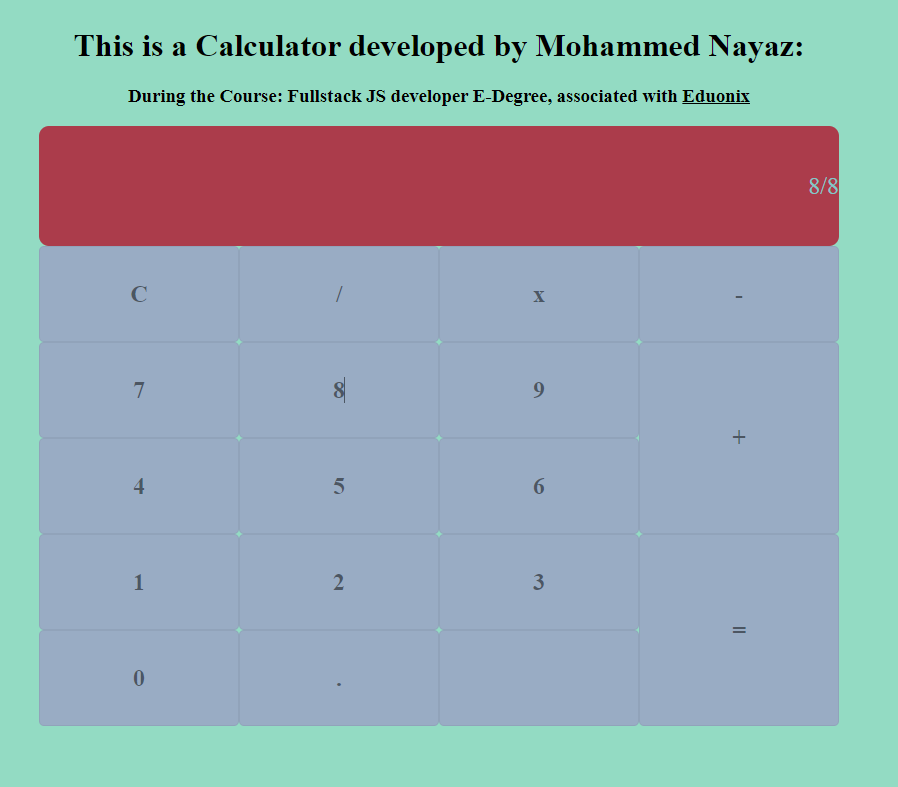 This is a Calculator developed by Mohammed Nayaz:
During the Course: Fullstack JS developer E-Degree, associated with Eduonix
8/8
C / x -
7 8 9
+
4 5 6
1 2 3
=
0 .